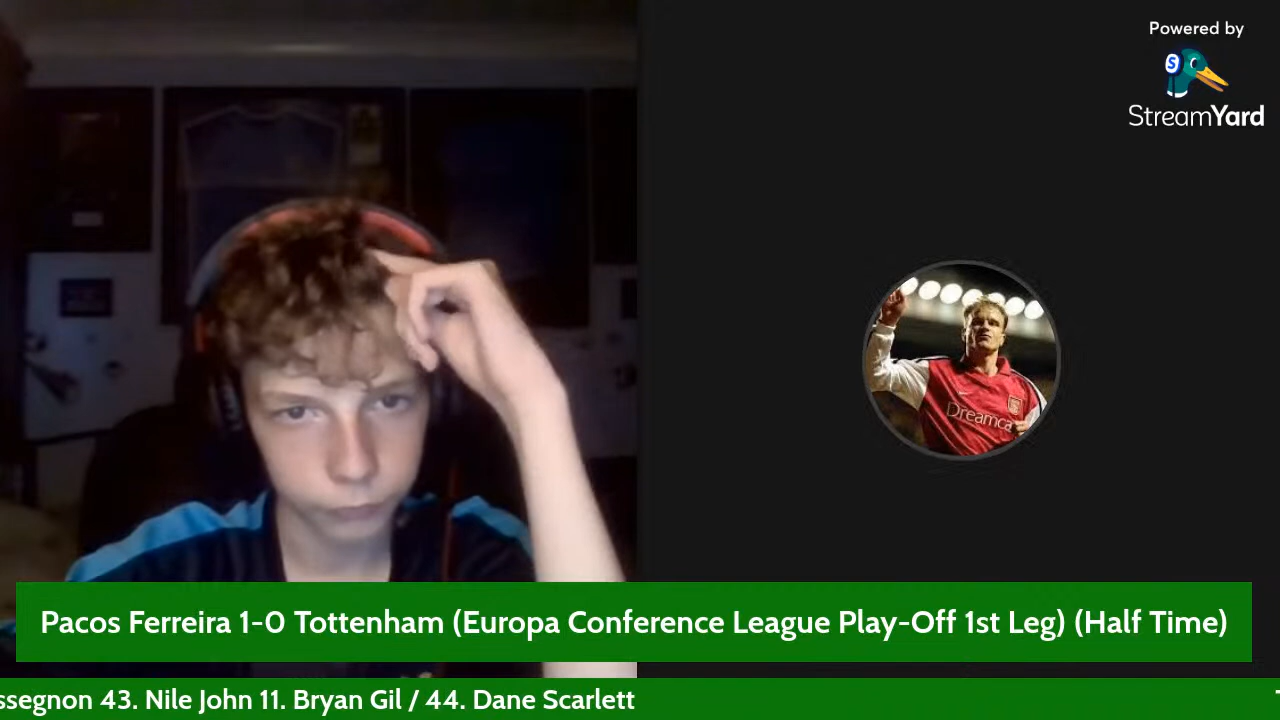 Powered by
S
StreamYard
Dreamca
Pacos Ferreira 1-0 Tottenham (Europa Conference League Play-Off 1st Leg) (Half Time)
ssegnon 43. Nile John 11. Bryan Gil / 44. Dane Scarlett